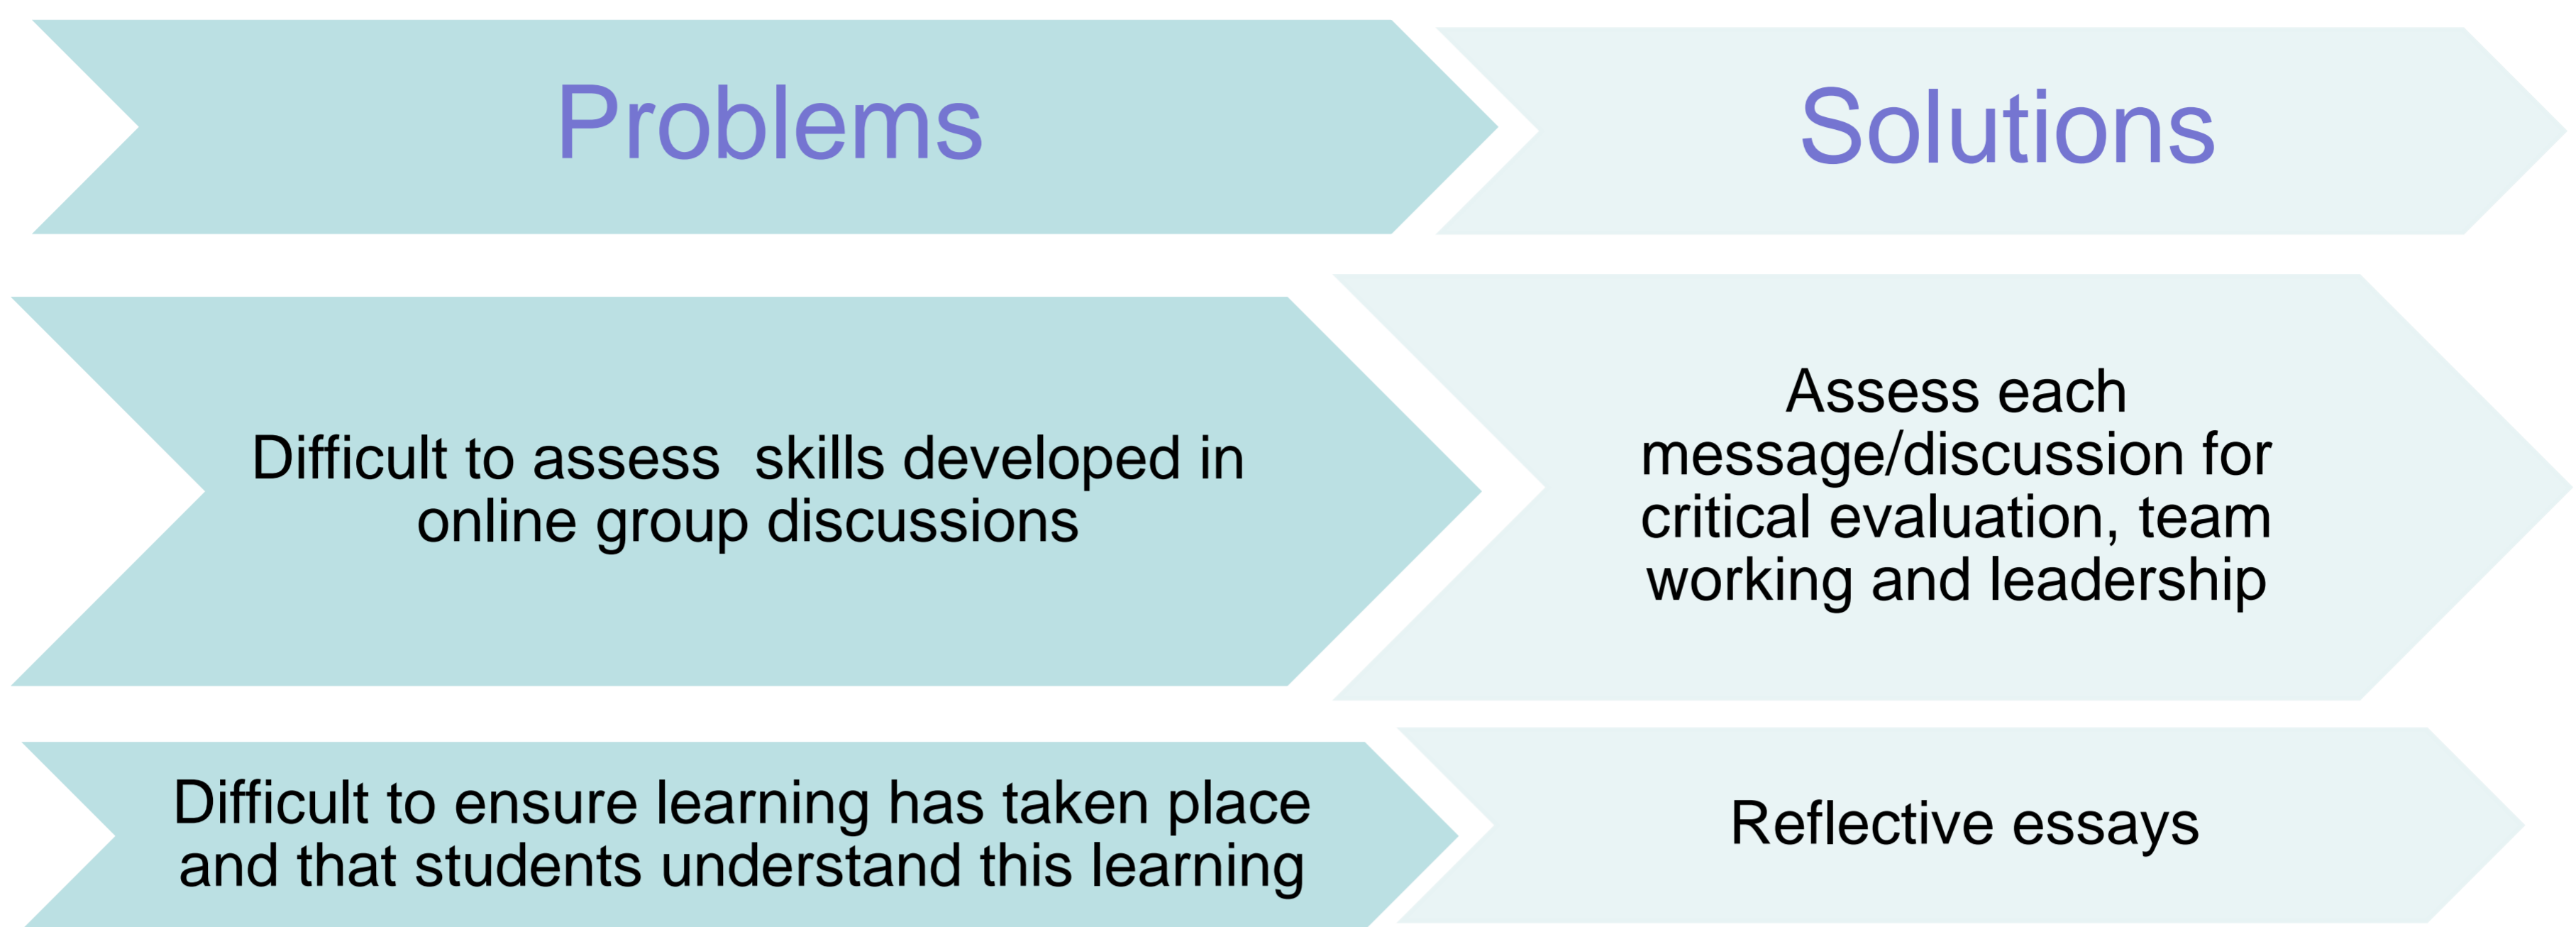 Problems
Solutions
Difficult to assess  skills developed in
online group discussions
Assess each
message/discussion for
critical evaluation, team
working and leadership
Difficult to ensure learning has taken place
and that students understand this learning
Reflective essays